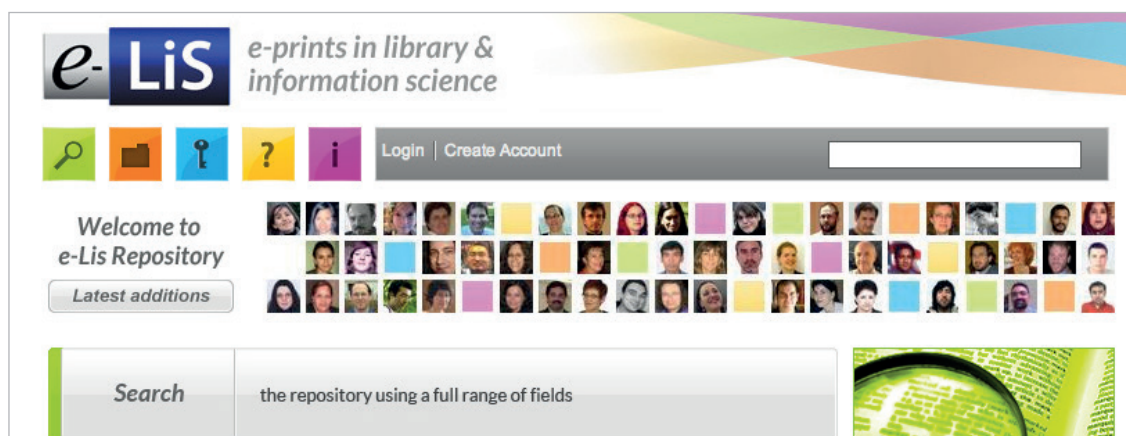 e-LiS
e-prints in library &
information science
?
i
Login | Create Account
Welcome to
e-Lis Repository
Latest additions
Search
the repository using a full range of fields